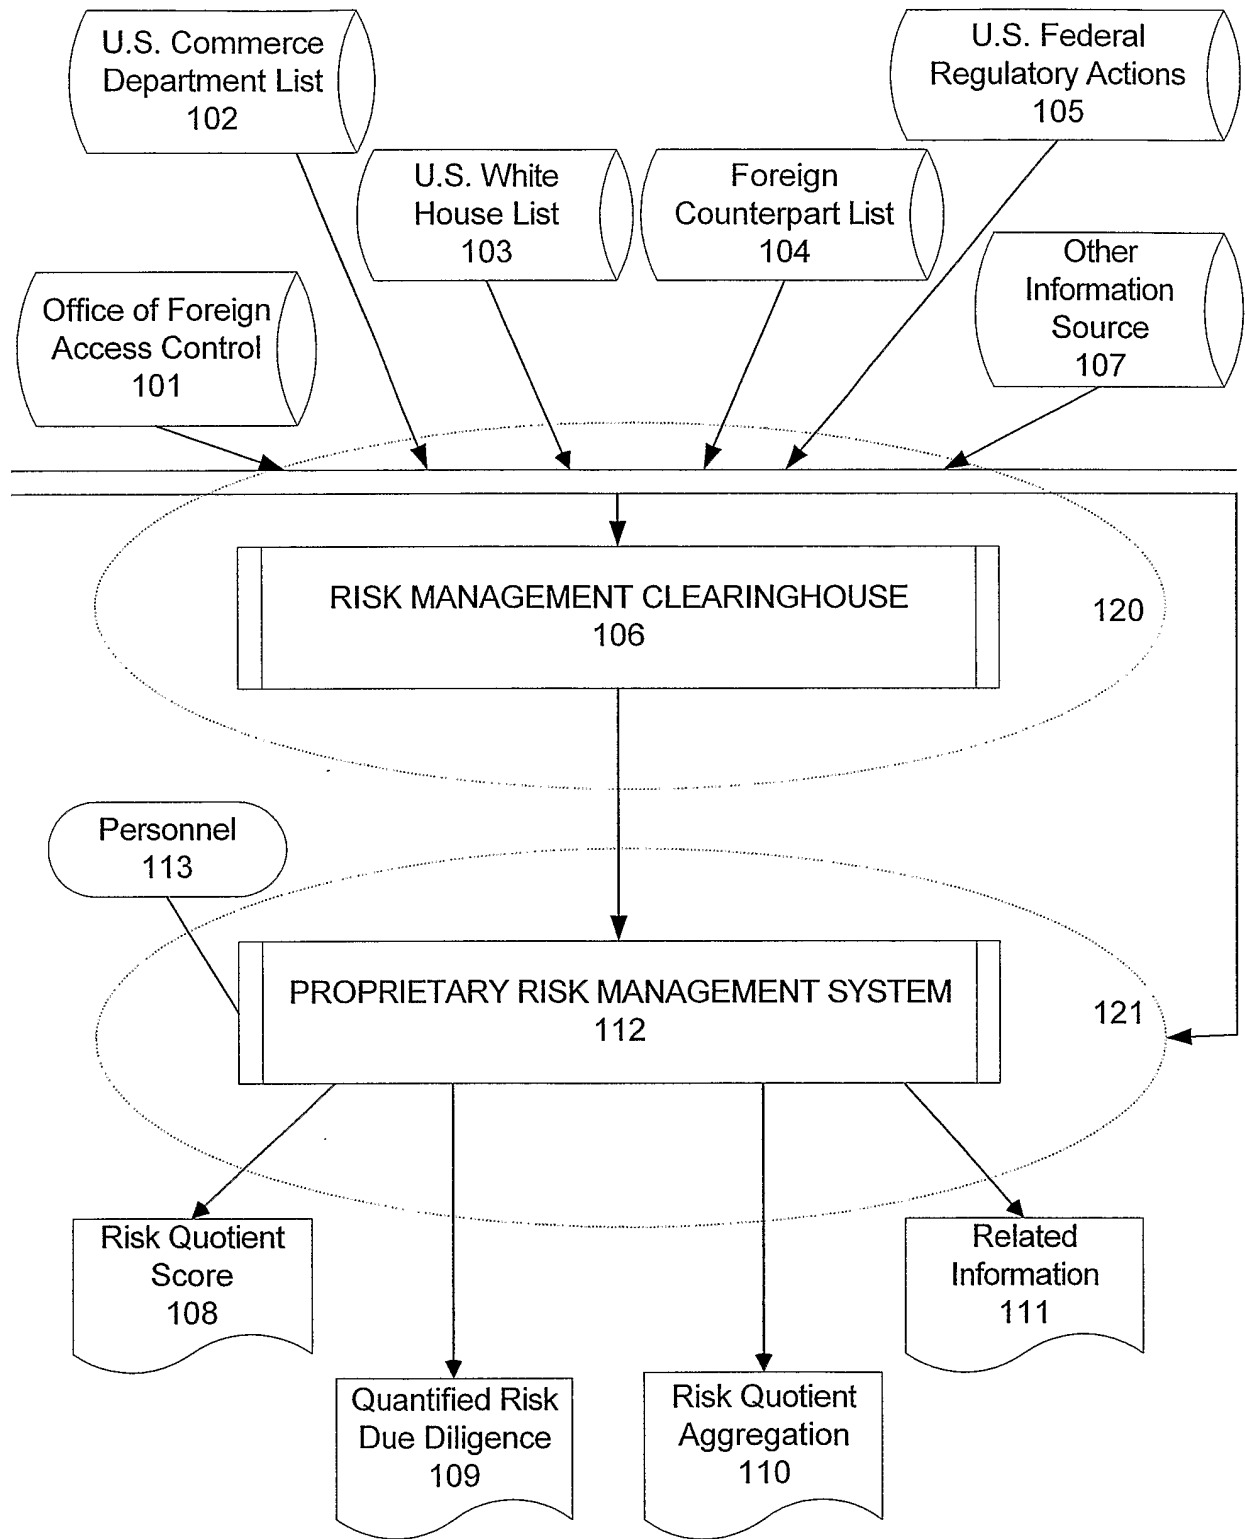 U.S. Commerce
Department List
102
U.S. Federal
Regulatory Actions
105
U.S. White
House List
103
Foreign
Counterpart List
104
Other
Information
Source
107
Office of Foreign
Access Control
101
RISK MANAGEMENT CLEARINGHOUSE
106
120
Personnel
113
PROPRIETARY RISK MANAGEMENT SYSTEM
112
121
Risk Quotient
Score
108
Related
Information
111
Quantified Risk
Due Diligence
109
Risk Quotient
Aggregation
110